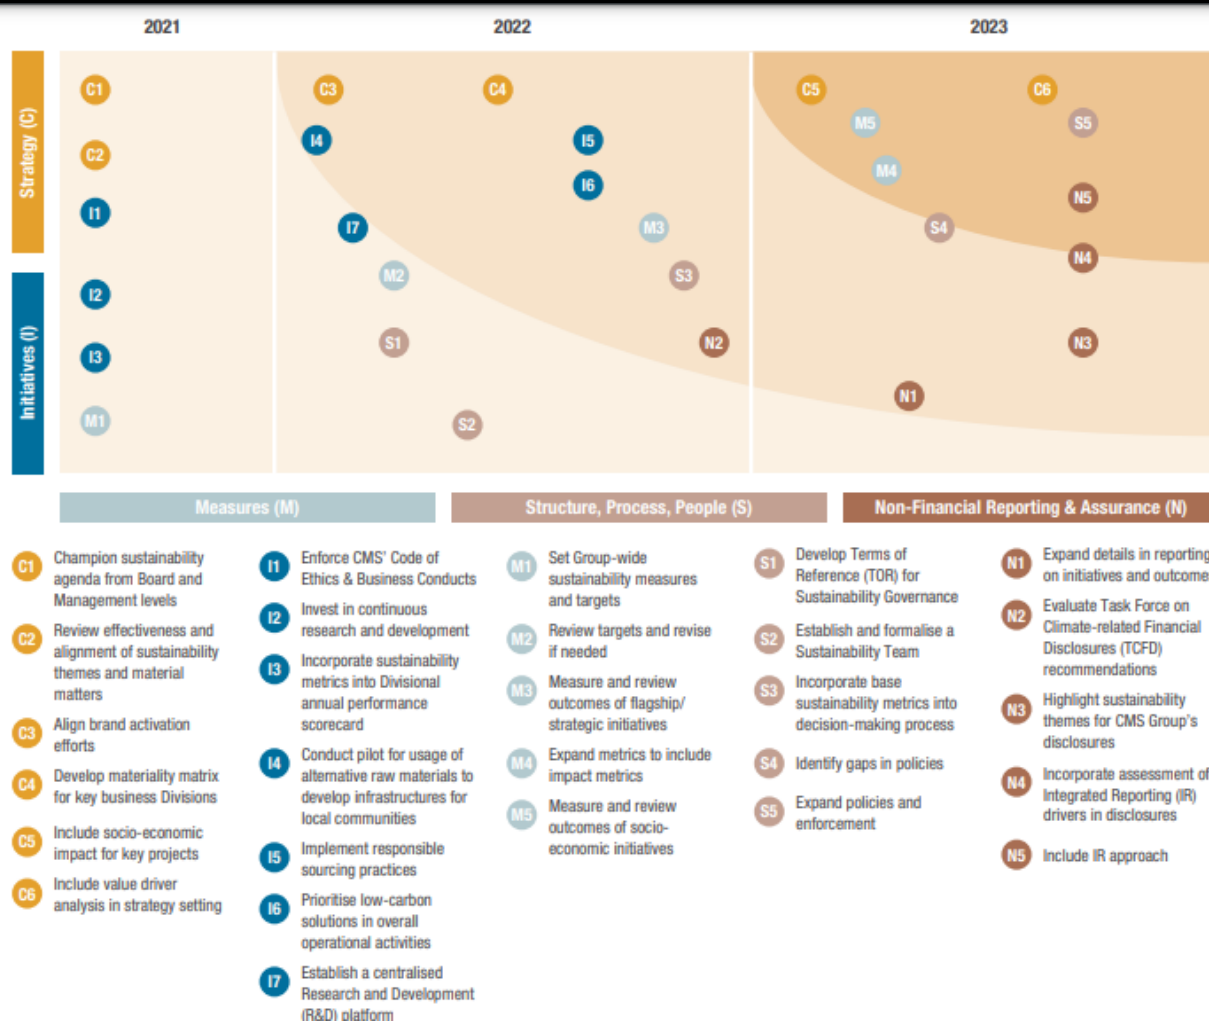 2021
2022
2023
Strategy (C)
Initiatives (I)
C1
C3
C4
C5
C6
M5
S5
I4
I5
C2
M4
I6
N5
I1
I7
M3
S4
N4
M2
S3
I2
S1
N2
N3
I3
N1
M1
S2
Measures (M)
Structure, Process, People (S)
Non-Financial Reporting & Assurance (N)
C1
Champion sustainability
agenda from Board and
Management levels
C2
Review effectiveness and
alignment of sustainability
themes and material
matters
C3
Align brand activation
efforts
C4
Develop materiality matrix
for key business Divisions
C5
Include socio-economic
impact for key projects
C6
Include value driver
analysis in strategy setting
I1
Enforce CMS' Code of
Ethics & Business Conducts
I2
Invest in continuous
research and development
I3
Incorporate sustainability
metrics into Divisional
annual performance
scorecard
I4
Conduct pilot for usage of
alternative raw materials to
develop infrastructures for
local communities
I5
Implement responsible
sourcing practices
I6
Prioritise low-carbon
solutions in overall
operational activities
I7
Establish a centralised
Research and Development
(R&D) platform
M1
Set Group-wide
sustainability measures
and targets
M2
Review targets and revise
if needed
M3
Measure and review
outcomes of flagship/
strategic initiatives
M4
Expand metrics to include
impact metrics
M5
Measure and review
outcomes of socio-
economic initiatives
S1
Develop Terms of
Reference (TOR) for
Sustainability Governance
S2
Establish and formalise a
Sustainability Team
S3
Incorporate base
sustainability metrics into
decision-making process
S4
Identify gaps in policies
S5
Expand policies and
enforcement
N1
Expand details in reporting
on initiatives and outcome
N2
Evaluate Task Force on
Climate-related Financial
Disclosures (TCFD)
recommendations
N3
Highlight sustainability
themes for CMS Group's
disclosures
N4
Incorporate assessment of
Integrated Reporting (IR)
drivers in disclosures
N5
Include IR approach